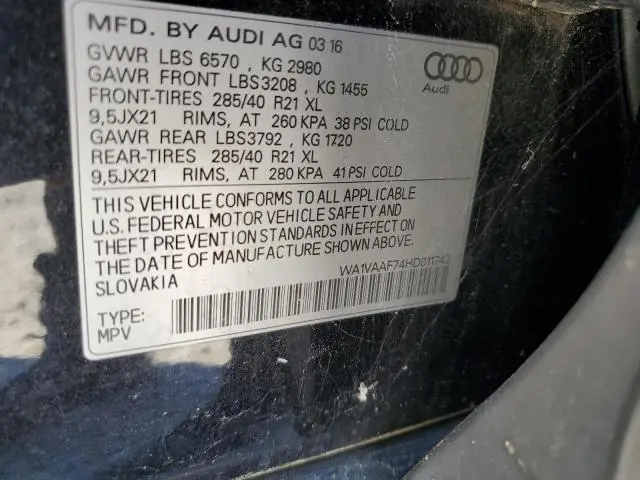 MFD. BY AUDI AG 03 16
GVWR LBS 6570 , KG 2980
GAWR FRONT LBS3208 , KG 1455
FRONT-TIRES 285/40 R21 XL
9,5JX21 RIMS, AT 260 KPA 38 PSI COLD
GAWR REAR LBS3792 , KG 1720
REAR-TIRES 285/40 R21 XL
9,5JX21 RIMS, AT 280 KPA 41 PSI COLD
Audi
THIS VEHICLE CONFORMS TO ALL APPLICABLE
U.S. FEDERAL MOTOR VEHICLE SAFETY AND
THEFT PREVENTION STANDARDS IN EFFECT ON
THE DATE OF MANUFACTURE SHOWN ABOVE.
SLOVAKIA
WA1VAAF74HD011742
TYPE:
MPV